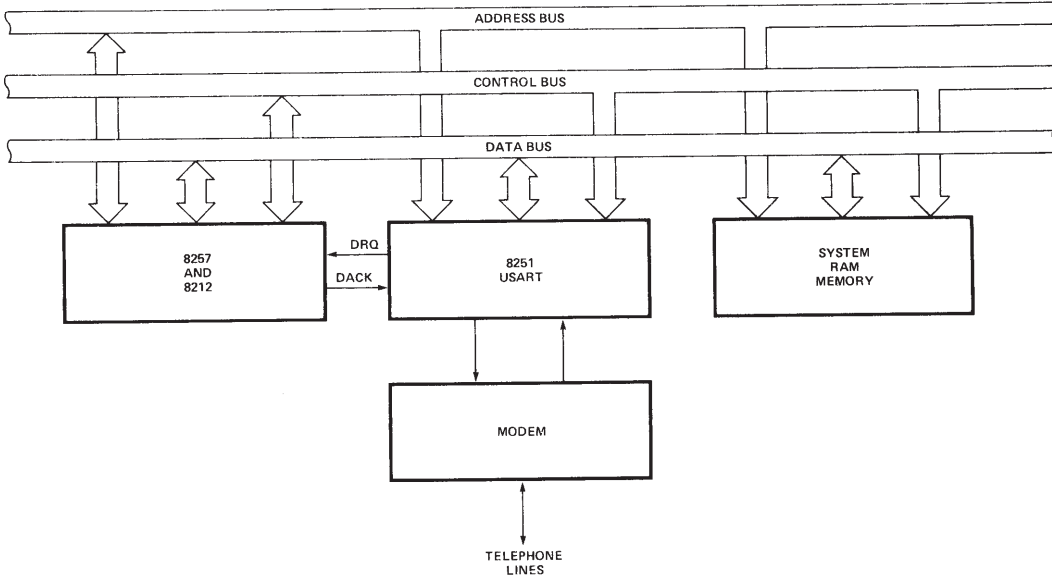 ADDRESS BUS
CONTROL BUS
DATA BUS
8257
AND
8212
DRQ
DACK
8251
USART
SYSTEM
RAM
MEMORY
MODEM
TELEPHONE
LINES